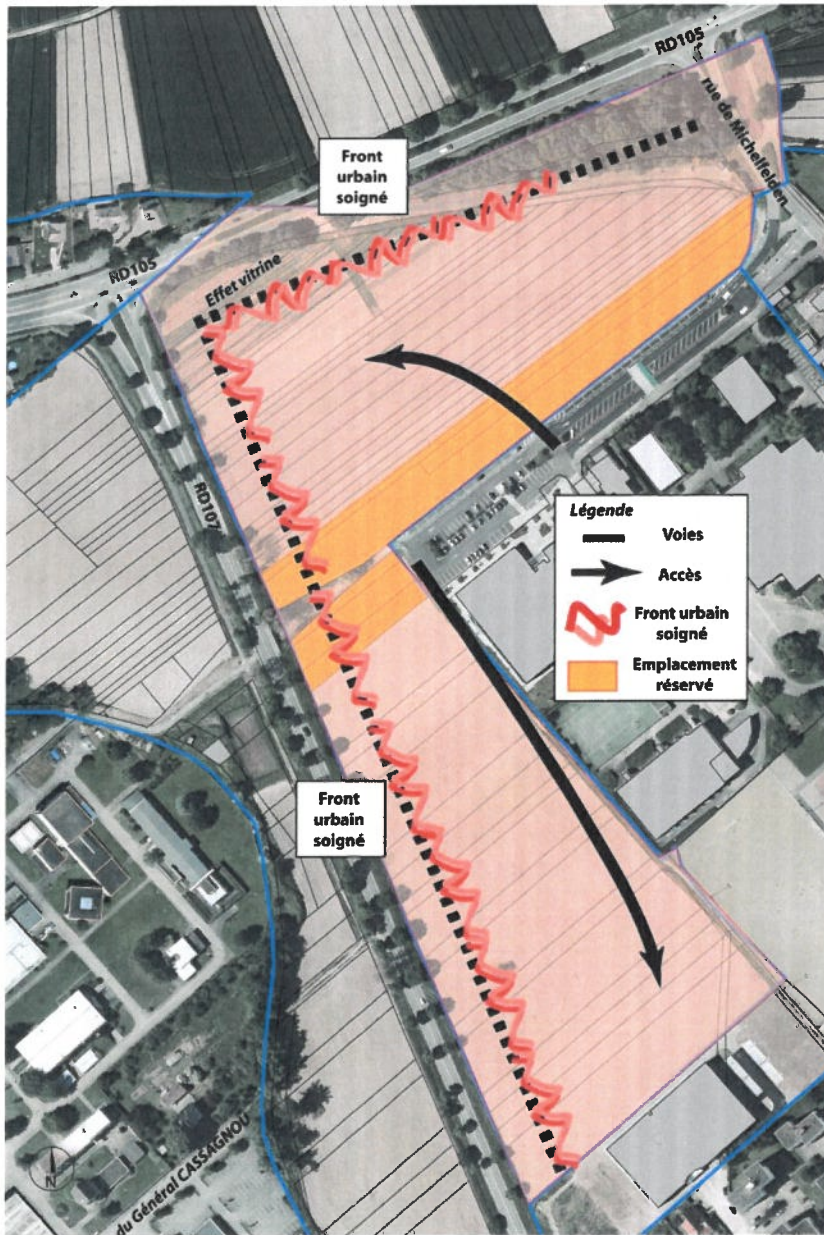 RD105
rue de Michelfelden
Front
urbain
soigné
Effet vitrine
RD105
RD107
Légende
Voies
Accès
Front urbain
soigné
Emplacement
réservé
Front
urbain
soigné
N
du Général CASSAGNOU